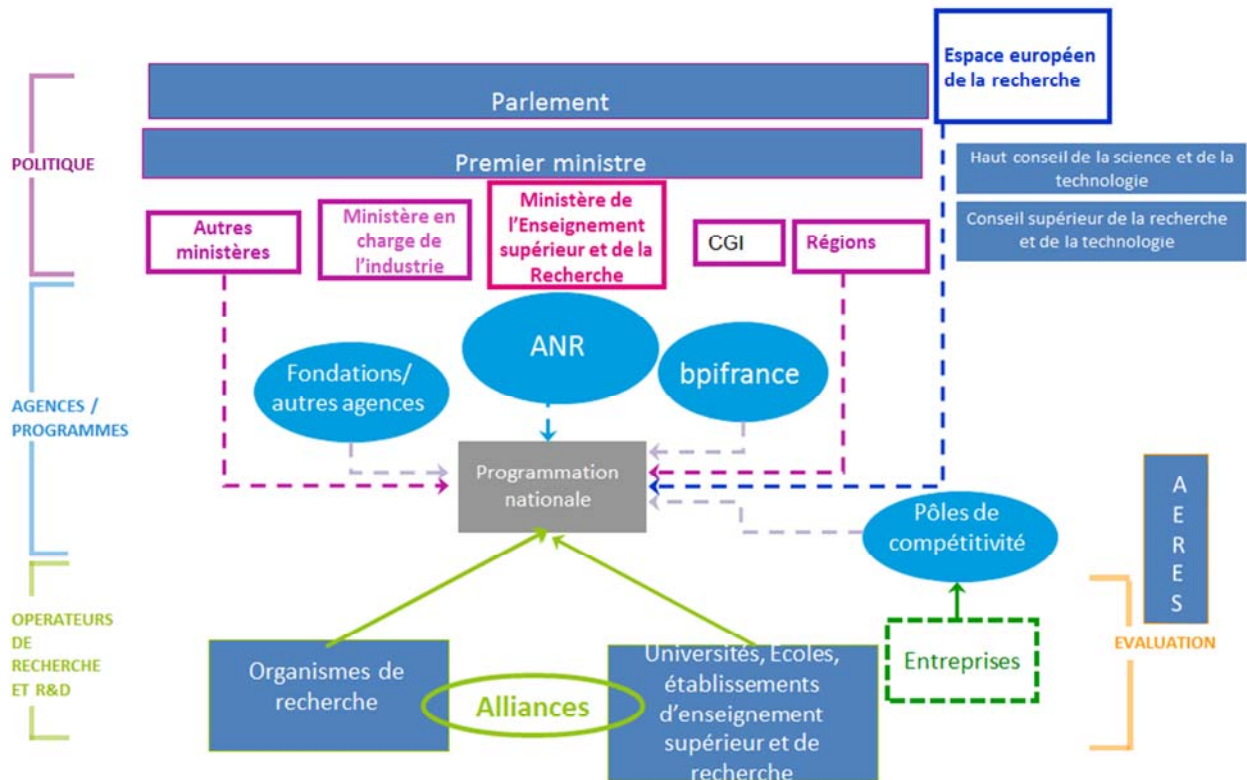 Espace européen
de la recherche
Parlement
POLITIQUE
Premier ministre
Haut conseil de la science et de la
technologie
Conseil supérieur de la recherche
et de la technologie
Autres
ministères
Ministère en
charge de
l'industrie
Ministère de
l'Enseignement
supérieur et de la
Recherche
CGI
Régions
AGENCES /
PROGRAMMES
Fondations/
autres agences
ANR
bpifrance
Programmation
nationale
Pôles de
compétitivité
A
E
R
E
S
OPERATEURS
DE
RECHERCHE
ET R&D
EVALUATION
Organismes de
recherche
Alliances
Universités, Ecoles,
établissements
d'enseignement
supérieur et de
recherche
Entreprises